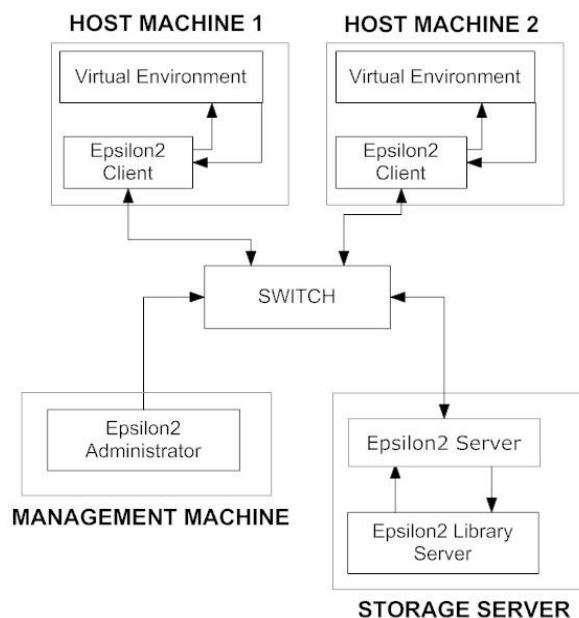 HOST MACHINE 1
HOST MACHINE 2
Virtual Environment
Virtual Environment
Epsilon2
Client
Epsilon2
Client
SWITCH
Epsilon2
Administrator
MANAGEMENT MACHINE
Epsilon2 Server
Epsilon2 Library
Server
STORAGE SERVER